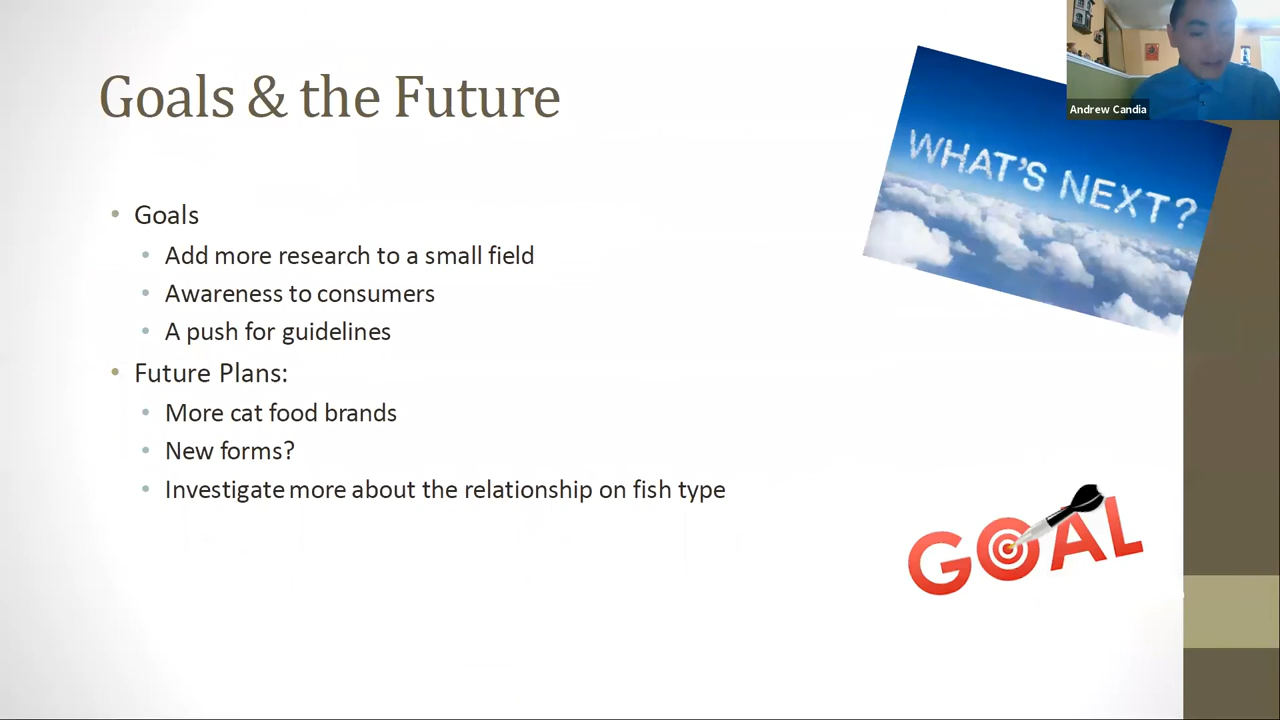 Goals & the Future
Andrew Candia
WHAT'S NEXT?
Goals
Add more research to a small field
Awareness to consumers
A push for guidelines
Future Plans:
More cat food brands
New forms?
Investigate more about the relationship on fish type
GOAL